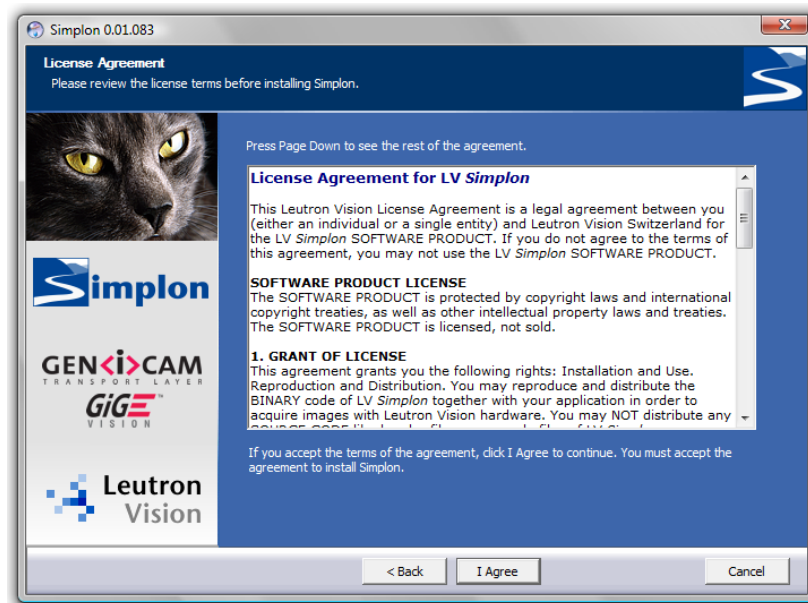 Simplon 0.01.083
License Agreement
Please review the license terms before installing Simplon.
Press Page Down to see the rest of the agreement.
License Agreement for LV Simplon
This Leutron Vision License Agreement is a legal agreement between you
(either an individual or a single entity) and Leutron Vision Switzerland for
the LV Simplon SOFTWARE PRODUCT. If you do not agree to the terms of
this agreement, you may not use the LV Simplon SOFTWARE PRODUCT.
SOFTWARE PRODUCT LICENSE
The SOFTWARE PRODUCT is protected by copyright laws and international
copyright treaties, as well as other intellectual property laws and treaties.
The SOFTWARE PRODUCT is licensed, not sold.
1. GRANT OF LICENSE
This agreement grants you the following rights: Installation and Use.
Reproduction and Distribution. You may reproduce and distribute the
BINARY code of LV Simplon together with your application in order to
acquire images with Leutron Vision hardware. You may NOT distribute any
If you accept the terms of the agreement, click I Agree to continue. You must accept the
agreement to install Simplon.
Simplon
GEN<i>CAM
TRANSPORT LAYER
GiGE™
VISION
Leutron
Vision
< Back
I Agree
Cancel